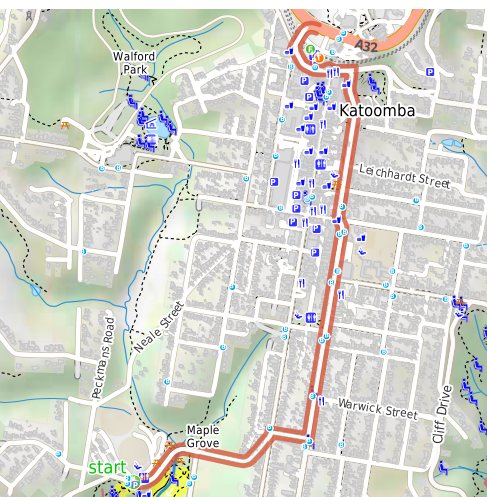 A32
Walford
Park
Katoomba
Leichhardt Street
Neale Street
Peckmans Road
Warwick Street
Cliff Drive
Maple
Grove
start